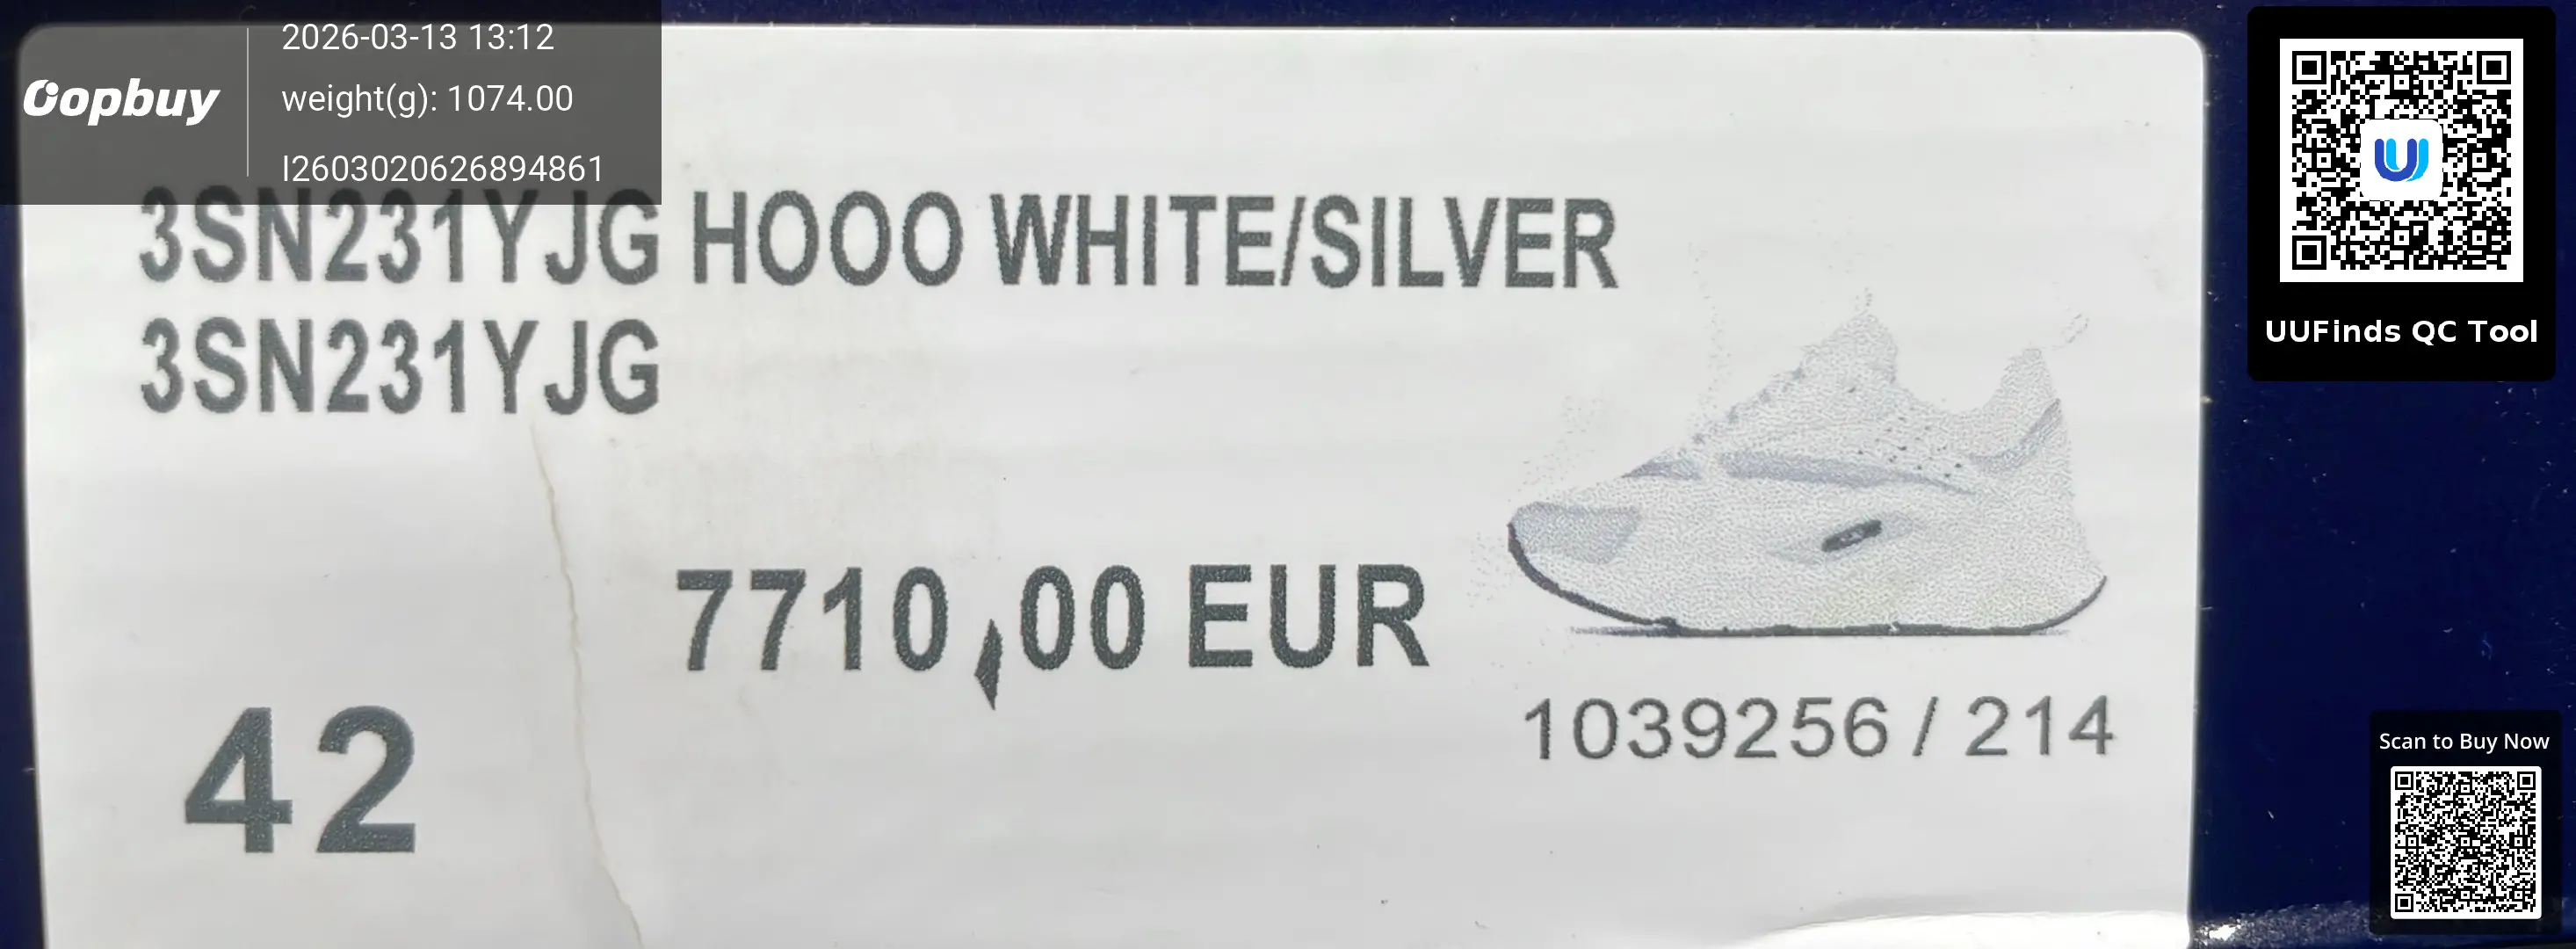 Oopbuy
2026-03-13 13:12
weight(g): 1074.00
I2603020626894861
3SN231YJG HOOO WHITE/SILVER
3SN231YJG
7710,00 EUR
42
1039256 / 214
UUFinds QC Tool
Scan to Buy Now